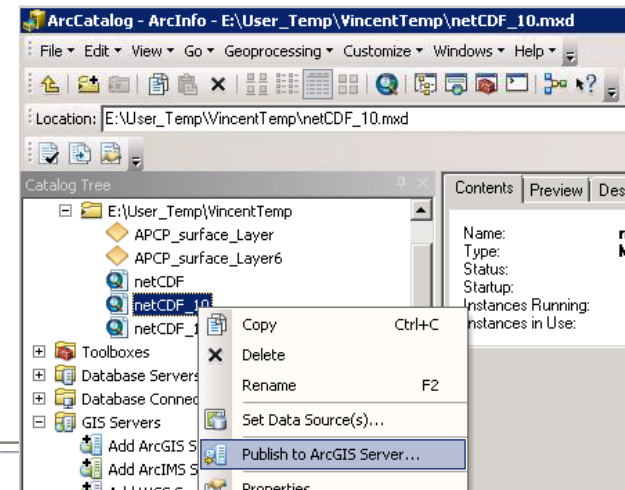 ArcCatalog - ArcInfo - E:\User_Temp\VincentTemp\netCDF_10.mxd
File Edit View Go Geoprocessing Customize Windows Help
Location: E:\User_Temp\VincentTemp\netCDF_10.mxd
Catalog Tree
Contents Preview Des
E:\User_Temp\VincentTemp
APCP_surface_Layer
APCP_surface_Layer6
netCDF
netCDF_10
netCDF_1
Toolboxes
Database Servers
Database Connec
GIS Servers
Add ArcGIS S
Add ArcIMS S
Name:
Type:
Status:
Startup:
Instances Running:
Instances in Use:
Copy Ctrl+C
Delete
Rename F2
Set Data Source(s)...
Publish to ArcGIS Server...
Properties